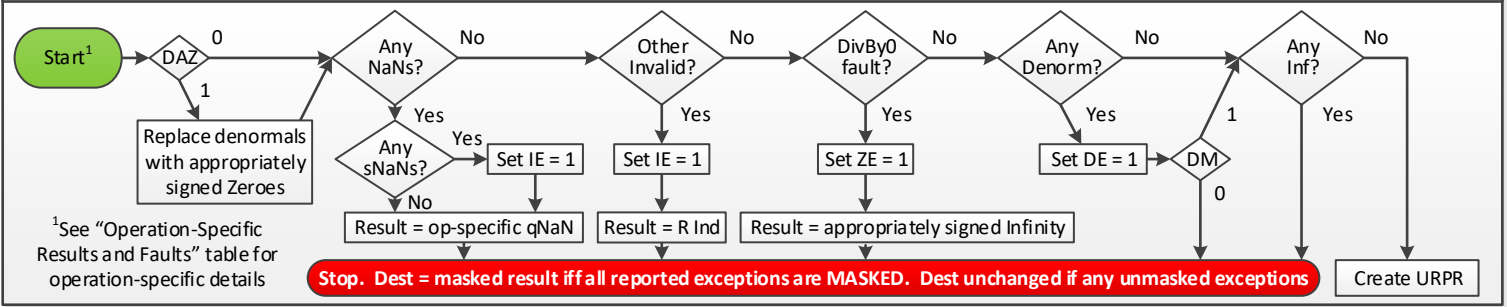 Start¹
DAZ
0
1
Replace denormals
with appropriately
signed Zeroes
Any
NaNs?
No
Yes
Any
sNaNs?
Yes
No
Set IE = 1
Result = op-specific qNaN
Other
Invalid?
No
Yes
Set IE = 1
Result = R Ind
DivBy0
fault?
No
Yes
Set ZE = 1
Result = appropriately signed Infinity
Any
Denorm?
No
Yes
Set DE = 1
DM
1
0
Any
Inf?
No
Yes
Create URPR
Stop. Dest = masked result iff all reported exceptions are MASKED. Dest unchanged if any unmasked exceptions
¹See “Operation-Specific
Results and Faults” table for
operation-specific details